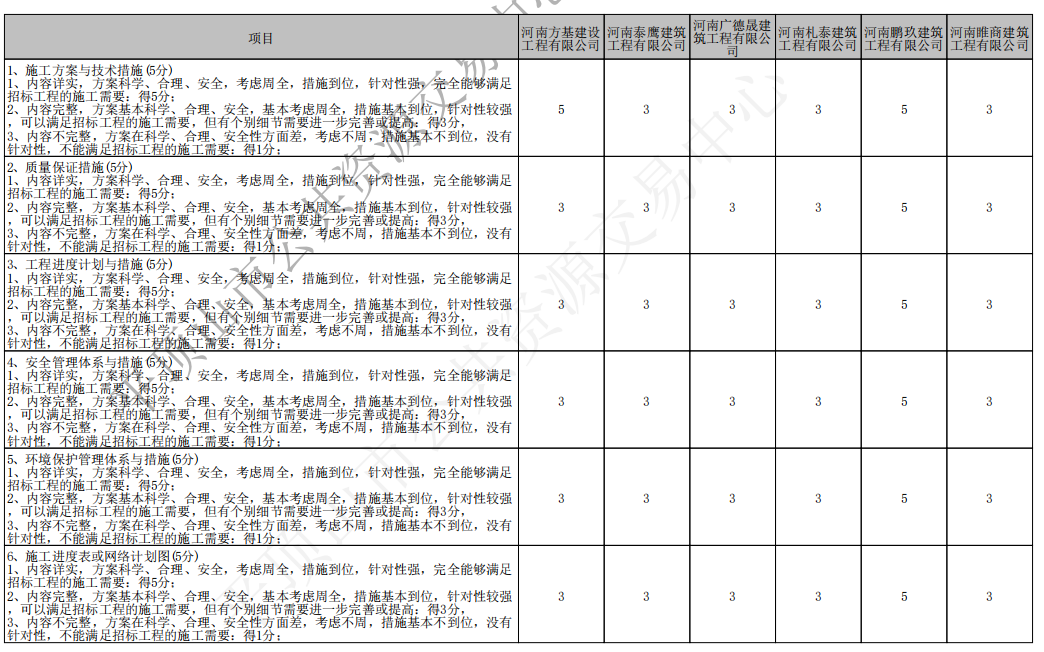 项目
河南方基建设
工程有限公司
河南泰鹰建筑
工程有限公司
河南广德晟建
筑工程有限公
司
河南札泰建筑
工程有限公司
河南鹏玖建筑
工程有限公司
河南睢商建筑
工程有限公司
1、施工方案与技术措施(5分)
1、内容详实，方案科学、合理、安全，考虑周全，措施到位，针对性强，完全能够满足
招标工程的施工需要：得5分；
2、内容完整，方案基本科学、合理、安全，基本考虑周全，措施基本到位，针对性较强
，可以满足招标工程的施工需要，但有个别细节需要进一步完善或提高：得3分，
3、内容不完整，方案在科学、合理、安全性方面差，考虑不周，措施基本不到位，没有
针对性，不能满足招标工程的施工需要：得1分；
5 3 3 3 5 3
2、质量保证措施(5分)
1、内容详实，方案科学、合理、安全，考虑周全，措施到位，针对性强，完全能够满足
招标工程的施工需要：得5分；
2、内容完整，方案基本科学、合理、安全，基本考虑周全，措施基本到位，针对性较强
，可以满足招标工程的施工需要，但有个别细节需要进一步完善或提高：得3分，
3、内容不完整，方案在科学、合理、安全性方面差，考虑不周，措施基本不到位，没有
针对性，不能满足招标工程的施工需要：得1分；
3 3 3 3 5 3
3、工程进度计划与措施(5分)
1、内容详实，方案科学、合理、安全，考虑周全，措施到位，针对性强，完全能够满足
招标工程的施工需要：得5分；
2、内容完整，方案基本科学、合理、安全，基本考虑周全，措施基本到位，针对性较强
，可以满足招标工程的施工需要，但有个别细节需要进一步完善或提高：得3分，
3、内容不完整，方案在科学、合理、安全性方面差，考虑不周，措施基本不到位，没有
针对性，不能满足招标工程的施工需要：得1分；
3 3 3 3 5 3
4、安全管理体系与措施(5分)
1、内容详实，方案科学、合理、安全，考虑周全，措施到位，针对性强，完全能够满足
招标工程的施工需要：得5分；
2、内容完整，方案基本科学、合理、安全，基本考虑周全，措施基本到位，针对性较强
，可以满足招标工程的施工需要，但有个别细节需要进一步完善或提高：得3分，
3、内容不完整，方案在科学、合理、安全性方面差，考虑不周，措施基本不到位，没有
针对性，不能满足招标工程的施工需要：得1分；
3 3 3 3 5 3
5、环境保护管理体系与措施(5分)
1、内容详实，方案科学、合理、安全，考虑周全，措施到位，针对性强，完全能够满足
招标工程的施工需要：得5分；
2、内容完整，方案基本科学、合理、安全，基本考虑周全，措施基本到位，针对性较强
，可以满足招标工程的施工需要，但有个别细节需要进一步完善或提高：得3分，
3、内容不完整，方案在科学、合理、安全性方面差，考虑不周，措施基本不到位，没有
针对性，不能满足招标工程的施工需要：得1分；
3 3 3 3 5 3
6、施工进度表或网络计划图(5分)
1、内容详实，方案科学、合理、安全，考虑周全，措施到位，针对性强，完全能够满足
招标工程的施工需要：得5分；
2、内容完整，方案基本科学、合理、安全，基本考虑周全，措施基本到位，针对性较强
，可以满足招标工程的施工需要，但有个别细节需要进一步完善或提高：得3分，
3、内容不完整，方案在科学、合理、安全性方面差，考虑不周，措施基本不到位，没有
针对性，不能满足招标工程的施工需要：得1分；
3 3 3 3 5 3
平顶山市公共资源交易中心
平顶山市公共资源交易中心